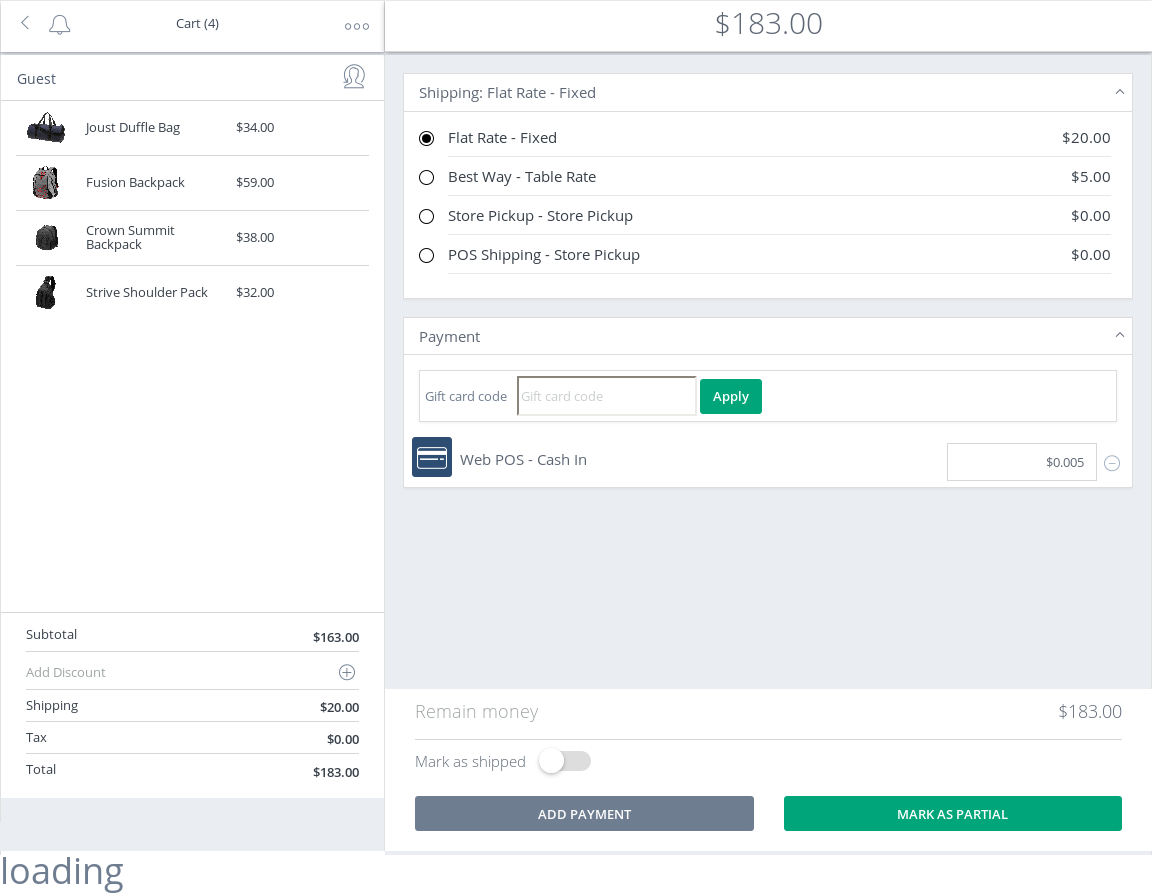 Cart (4)
$183.00
Guest
Joust Duffle Bag $34.00
Fusion Backpack $59.00
Crown Summit
Backpack $38.00
Strive Shoulder Pack $32.00
Subtotal $163.00
Add Discount
Shipping $20.00
Tax $0.00
Total $183.00
Shipping: Flat Rate - Fixed
Flat Rate - Fixed $20.00
Best Way - Table Rate $5.00
Store Pickup - Store Pickup $0.00
POS Shipping - Store Pickup $0.00
Payment
Gift card code Gift card code Apply
Web POS - Cash In $0.005
Remain money $183.00
Mark as shipped
ADD PAYMENT MARK AS PARTIAL
loading